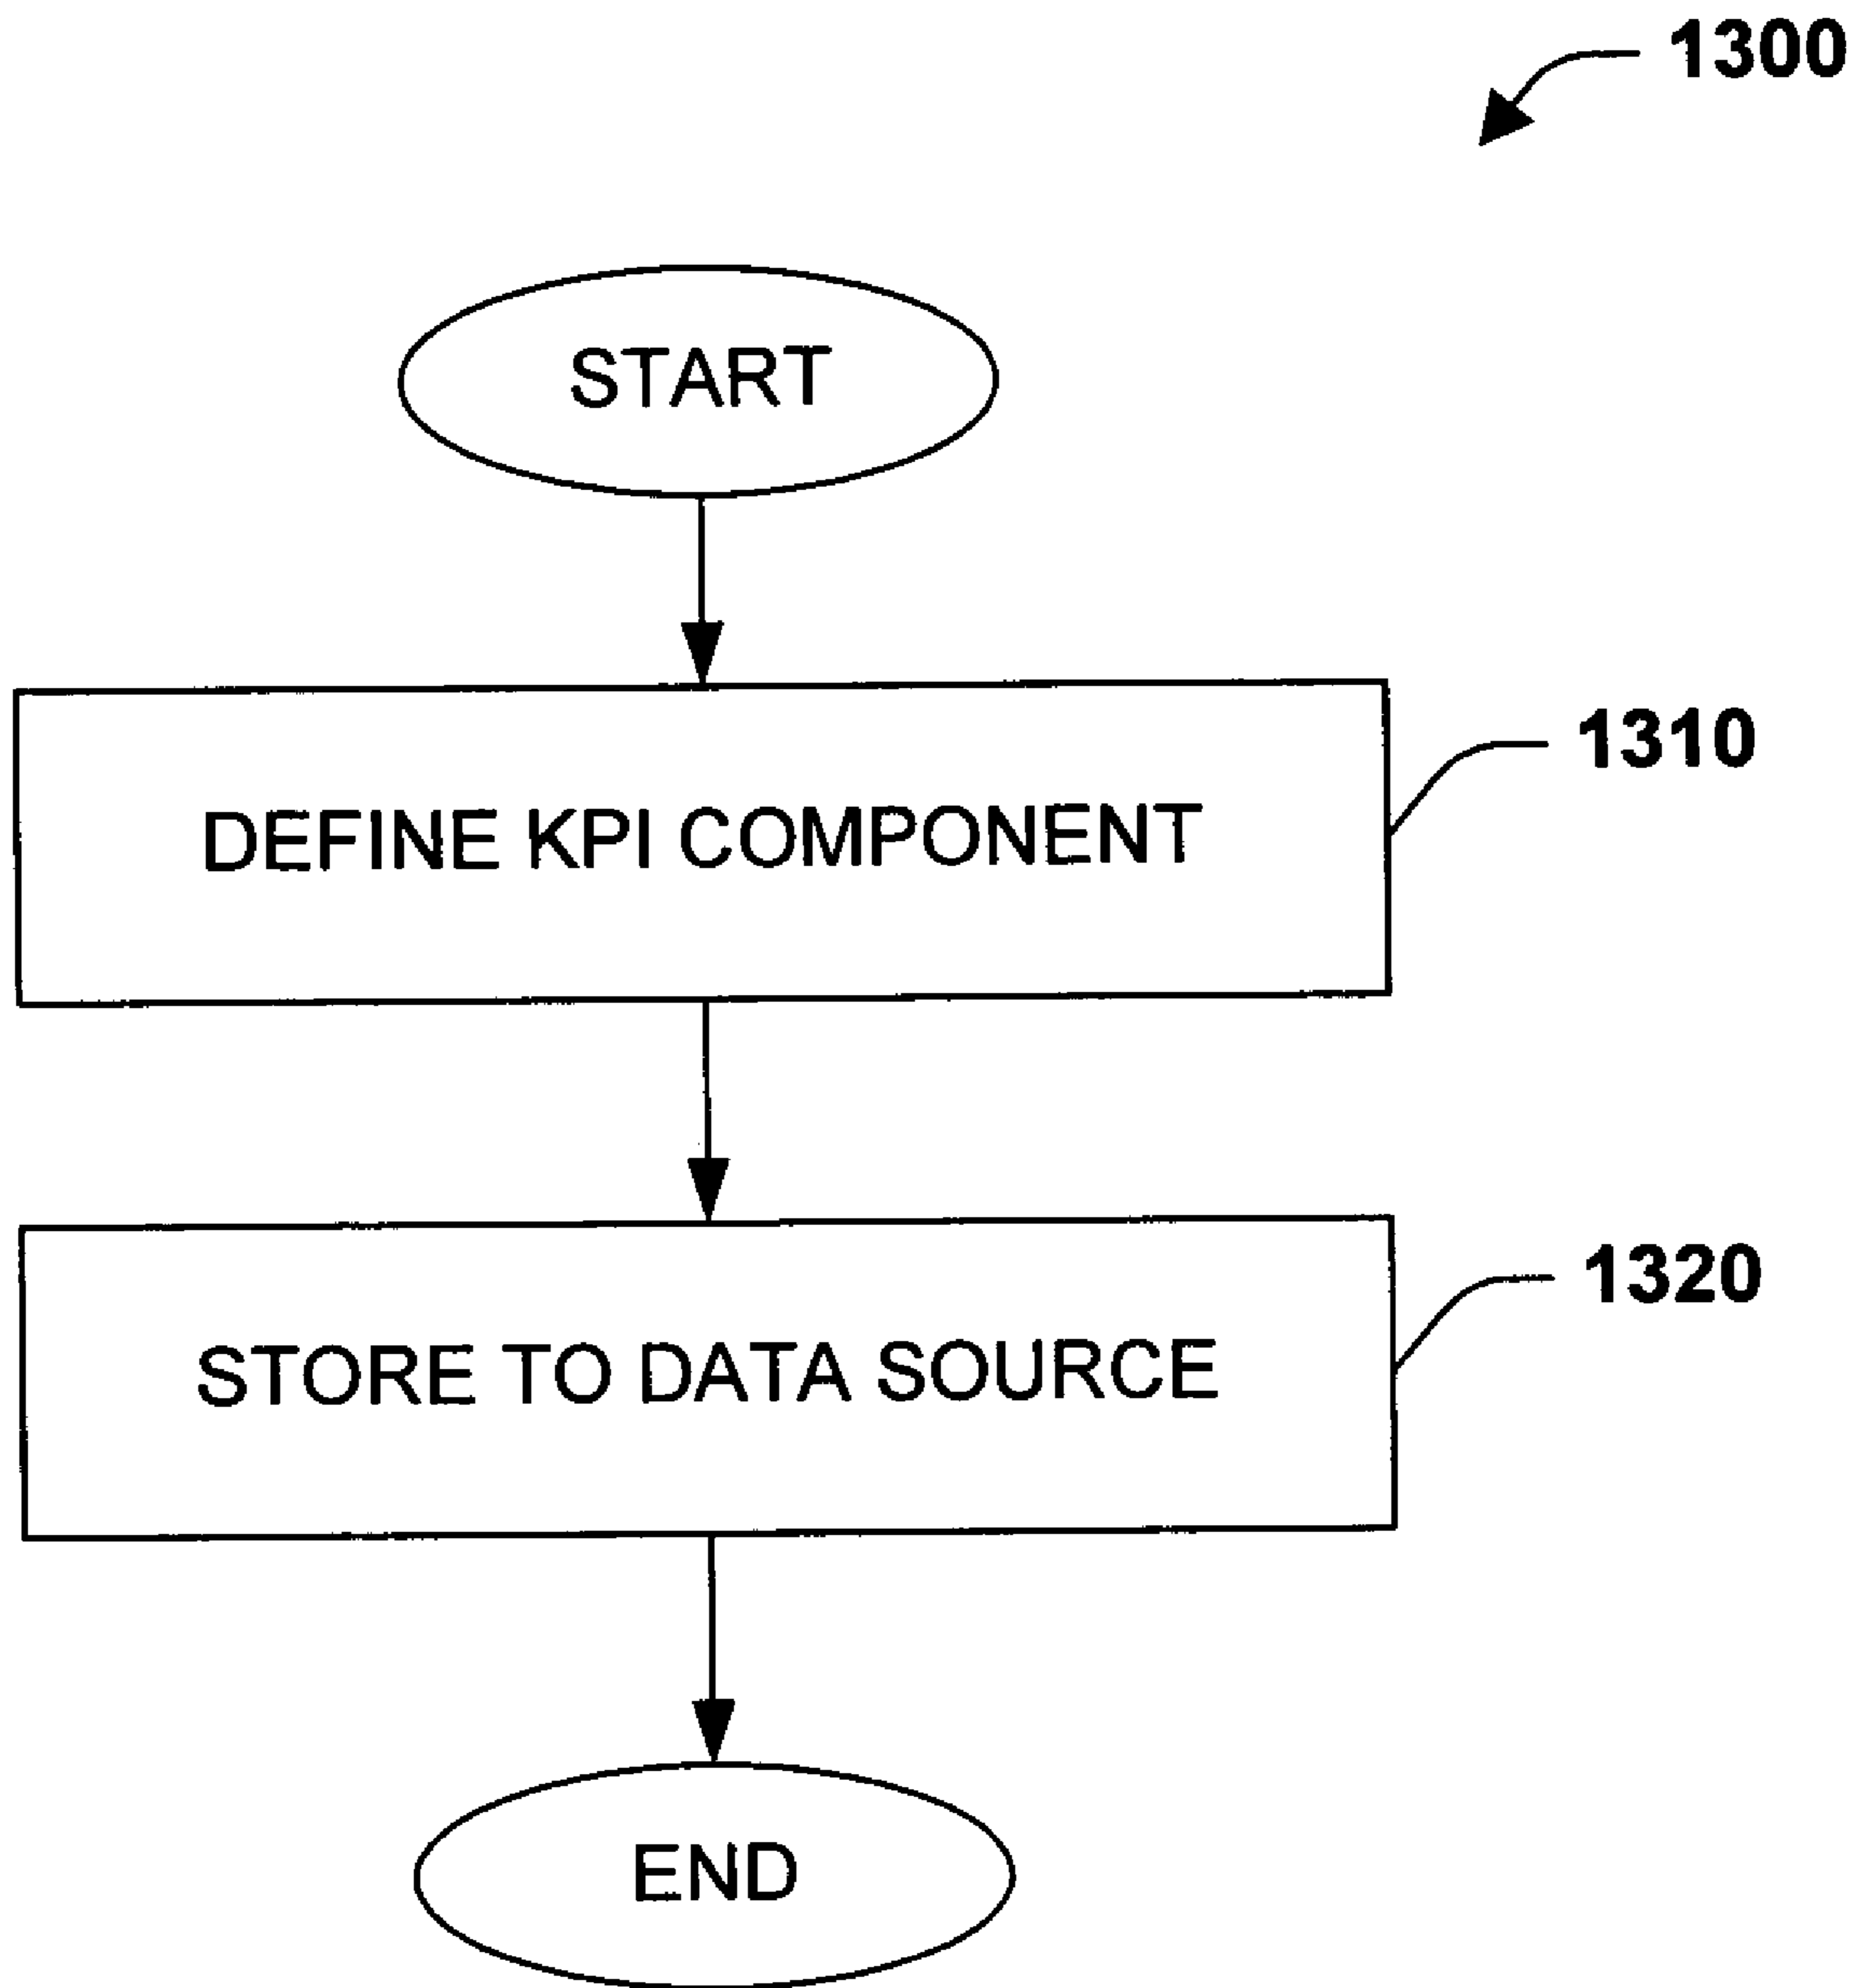 1300
START
DEFINE KPI COMPONENT
1310
STORE TO DATA SOURCE
1320
END